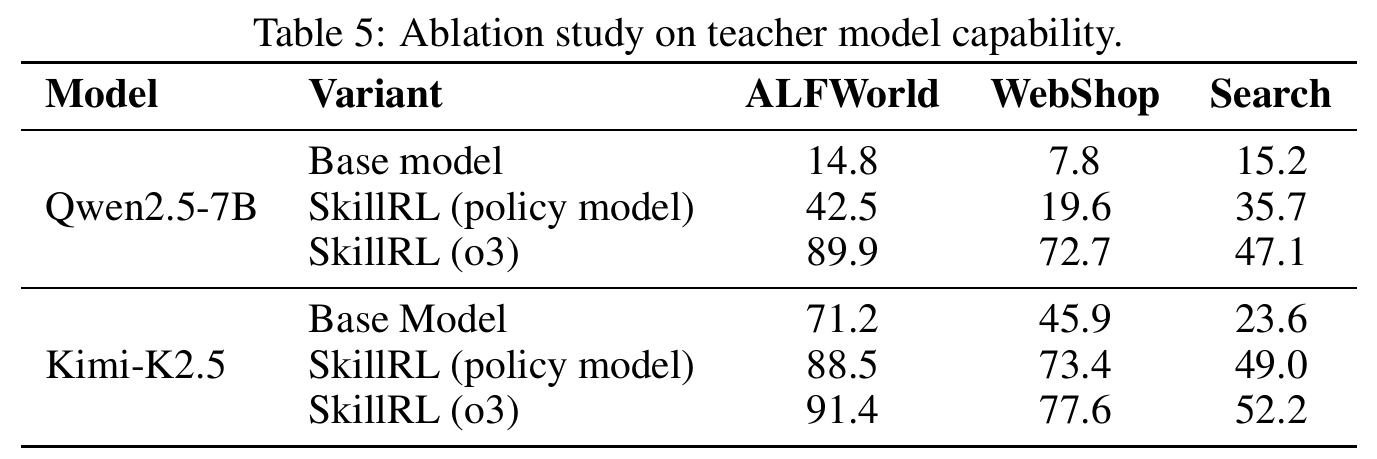 Table 5: Ablation study on teacher model capability.
Model Variant ALFWorld WebShop Search
Base model 14.8 7.8 15.2
Qwen2.5-7B SkillRL (policy model) 42.5 19.6 35.7
SkillRL (o3) 89.9 72.7 47.1
Base Model 71.2 45.9 23.6
Kimi-K2.5 SkillRL (policy model) 88.5 73.4 49.0
SkillRL (o3) 91.4 77.6 52.2